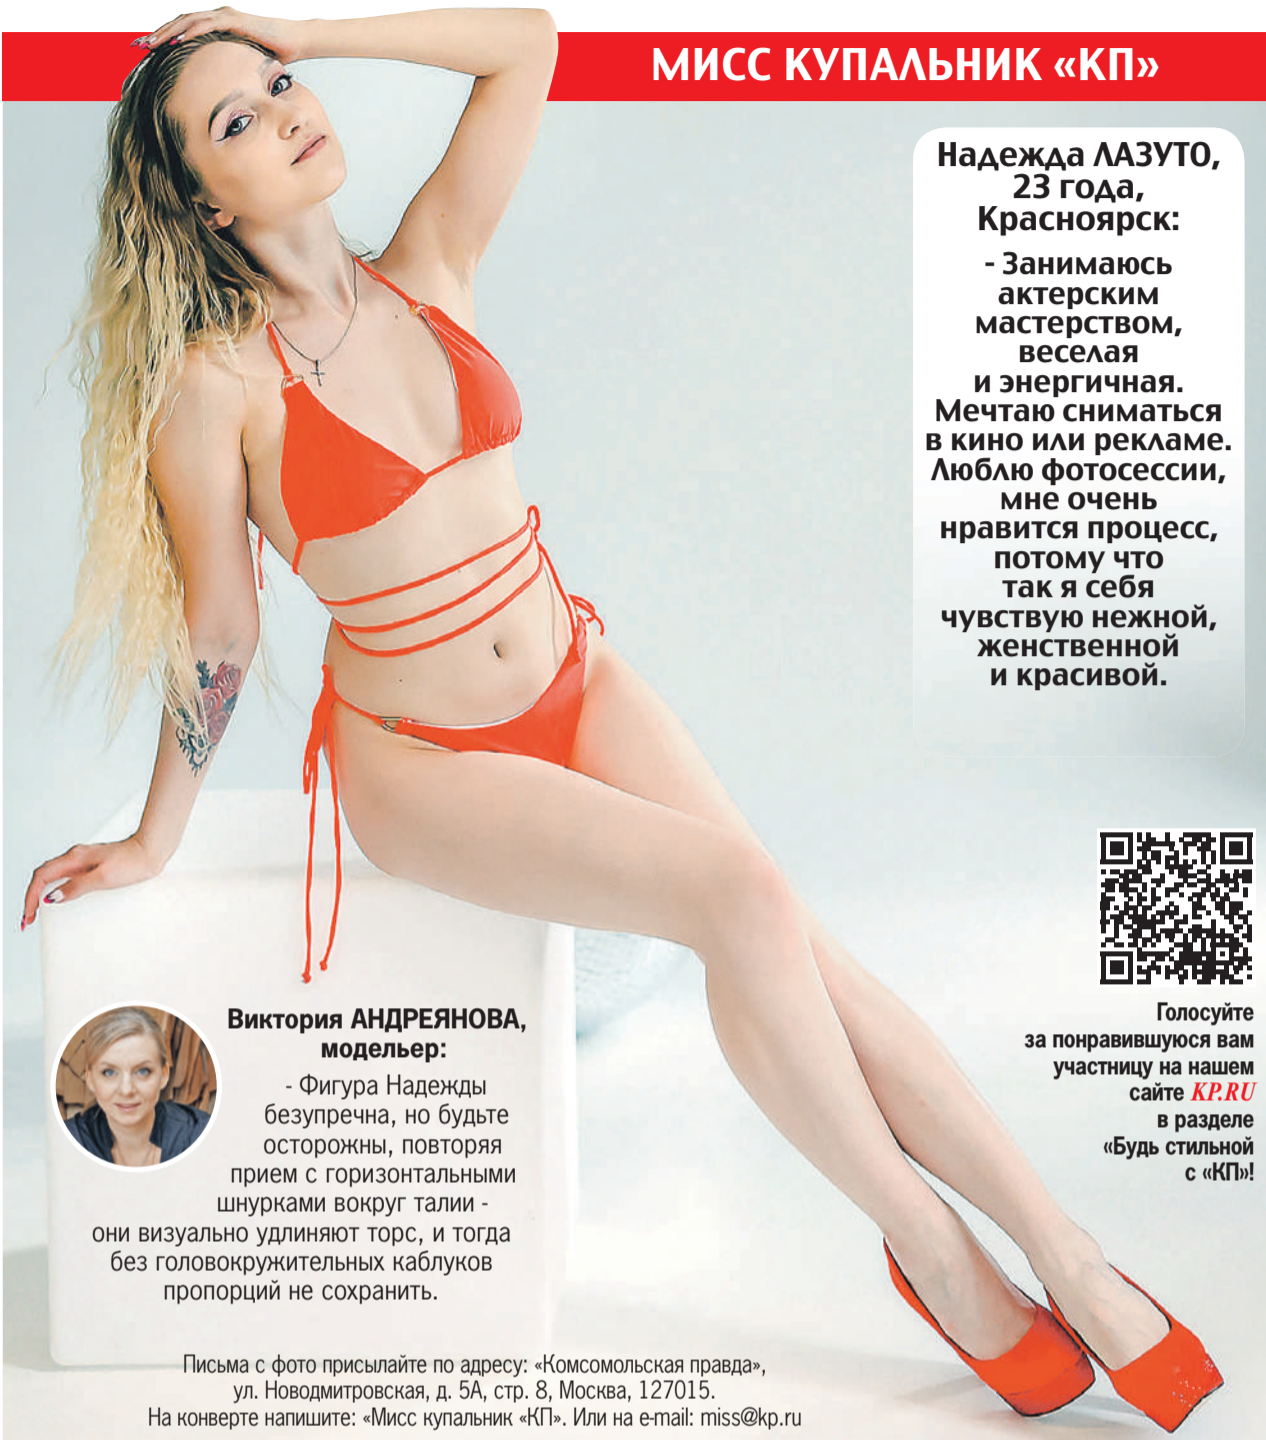 МИСС КУПАЛЬНИК «КП»
Надежда ЛАЗУТО,
23 года,
Красноярск:
- Занимаюсь
актерским
мастерством,
веселая
и энергичная.
Мечтаю сниматься
в кино или рекламе.
Люблю фотосессии,
мне очень
нравится процесс,
потому что
так я себя
чувствую нежной,
женственной
и красивой.
Голосуйте
за понравившуюся вам
участницу на нашем
сайте KP.RU
в разделе
«Будь стильной
с «КП»!
Виктория АНДРЕЯНОВА,
модельер:
- Фигура Надежды
безупречна, но будьте
осторожны, повторяя
прием с горизонтальными
шнурками вокруг талии -
они визуально удлиняют торс, и тогда
без головокружительных каблуков
пропорций не сохранить.
Письма с фото присылайте по адресу: «Комсомольская правда»,
ул. Новодмитровская, д. 5А, стр. 8, Москва, 127015.
На конверте напишите: «Мисс купальник «КП». Или на e-mail: miss@kp.ru